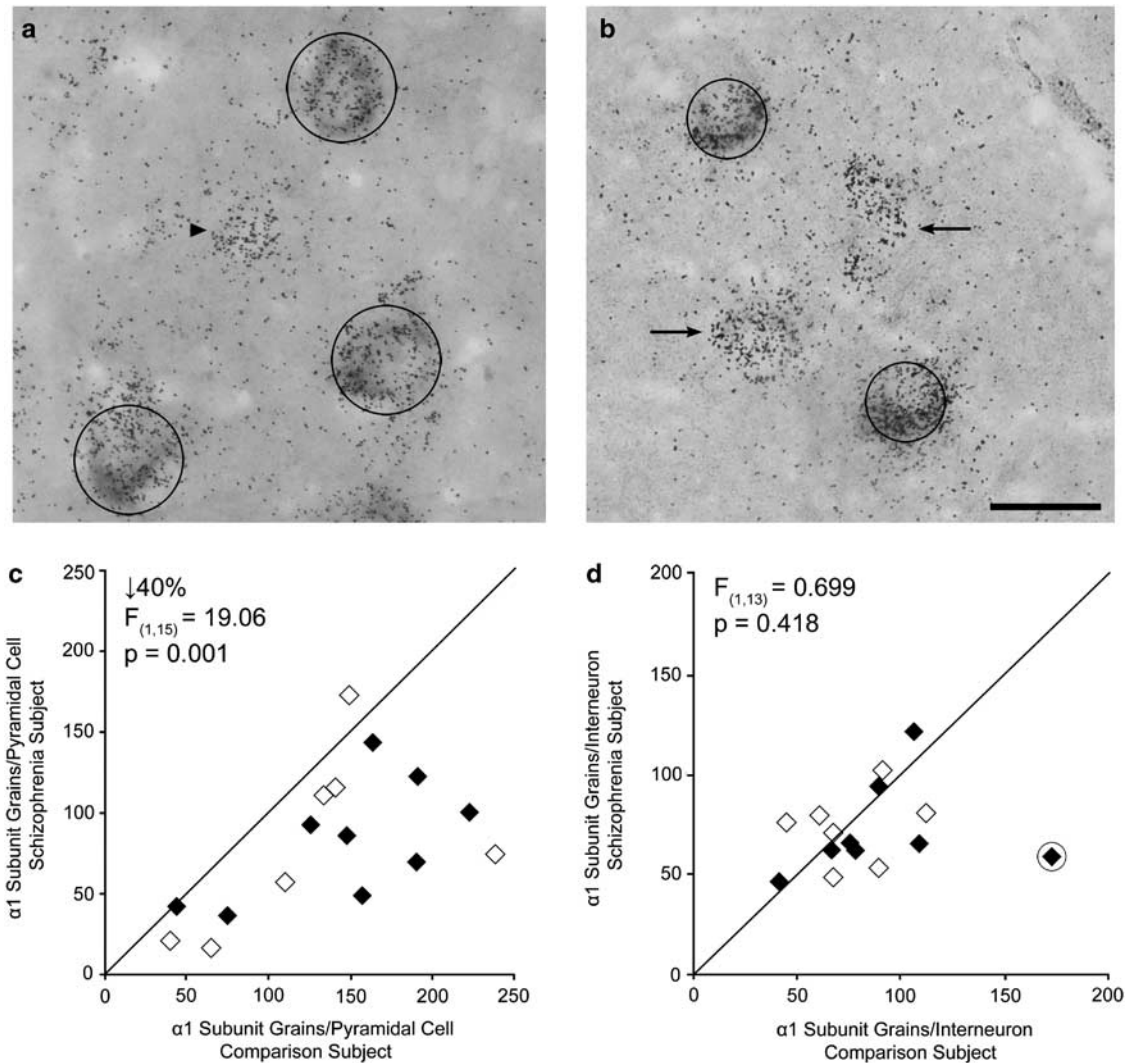 a
b
c
250
200
150
100
50
0
↓40%
F(1,15) = 19.06
p = 0.001
α1 Subunit Grains/Pyramidal Cell
Schizophrenia Subject
0
50
100
150
200
250
α1 Subunit Grains/Pyramidal Cell
Comparison Subject
d
200
150
100
50
0
F(1,13) = 0.699
p = 0.418
α1 Subunit Grains/Interneuron
Schizophrenia Subject
0
50
100
150
200
α1 Subunit Grains/Interneuron
Comparison Subject